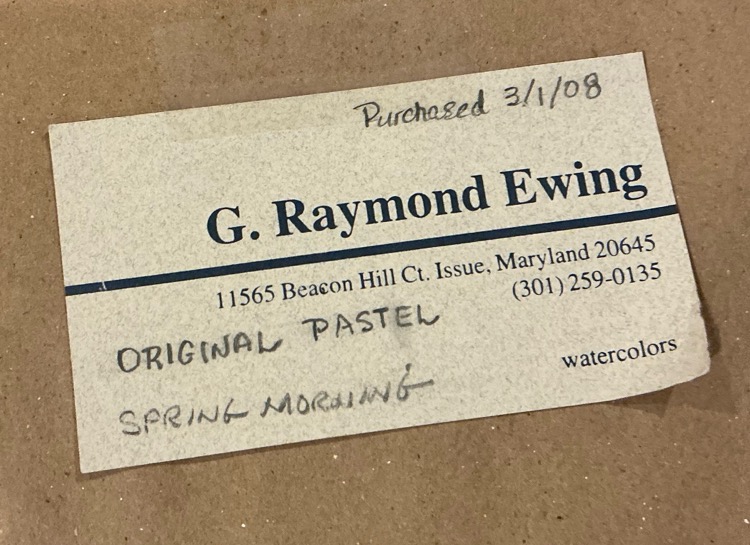 Purchased 3/1/08
G. Raymond Ewing
11565 Beacon Hill Ct. Issue, Maryland 20645
(301) 259-0135
ORIGINAL PASTEL
watercolors
SPRING MORNING